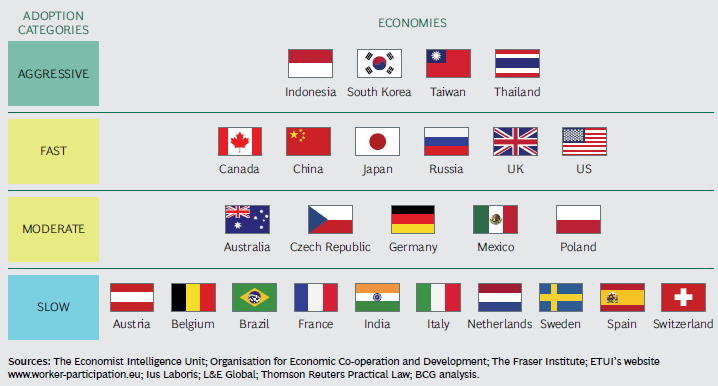 ADOPTION
CATEGORIES
ECONOMIES
AGGRESSIVE
Indonesia South Korea Taiwan Thailand
FAST
Canada China Japan Russia UK US
MODERATE
Australia Czech Republic Germany Mexico Poland
SLOW
Austria Belgium Brazil France India Italy Netherlands Sweden Spain Switzerland
Sources: The Economist Intelligence Unit; Organisation for Economic Co-operation and Development; The Fraser Institute; ETUI’s website
www.worker-participation.eu; Ius Laboris; L&E Global; Thomson Reuters Practical Law; BCG analysis.